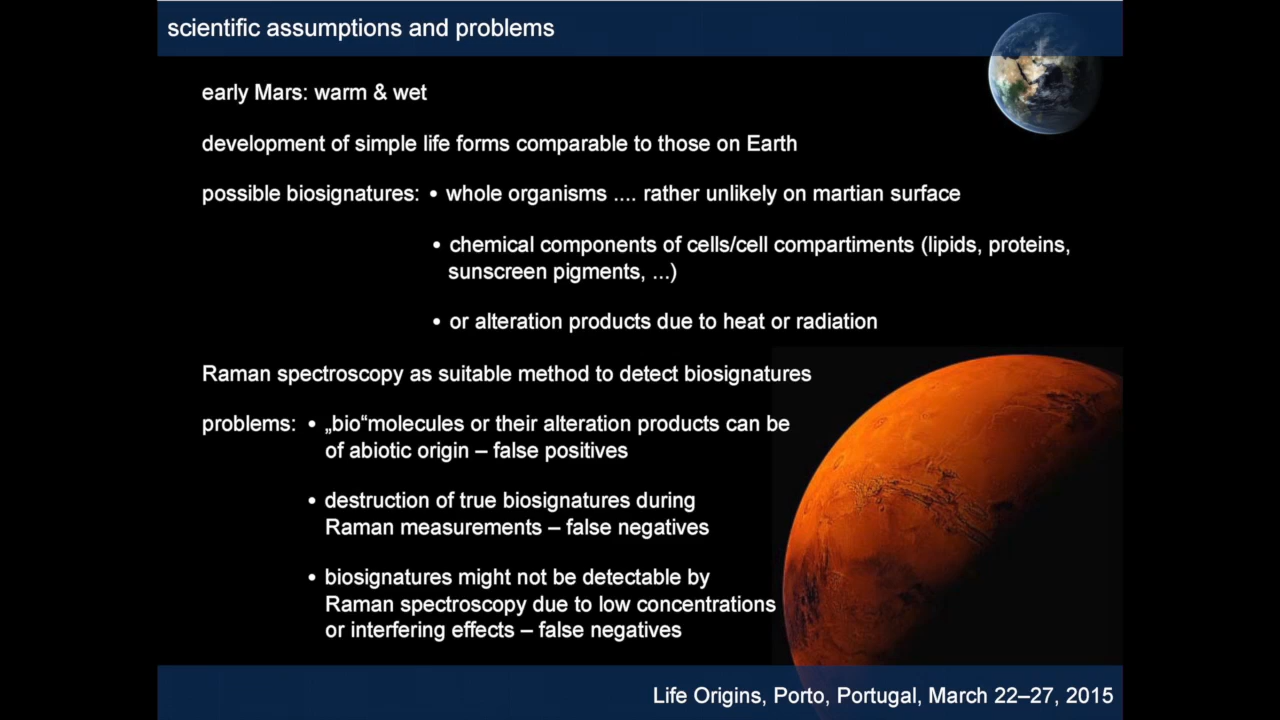 scientific assumptions and problems
early Mars: warm & wet
development of simple life forms comparable to those on Earth
possible biosignatures: • whole organisms .... rather unlikely on martian surface
• chemical components of cells/cell compartiments (lipids, proteins,
sunscreen pigments, ...)
• or alteration products due to heat or radiation
Raman spectroscopy as suitable method to detect biosignatures
problems: • „bio“molecules or their alteration products can be
of abiotic origin – false positives
• destruction of true biosignatures during
Raman measurements – false negatives
• biosignatures might not be detectable by
Raman spectroscopy due to low concentrations
or interfering effects – false negatives
Life Origins, Porto, Portugal, March 22–27, 2015